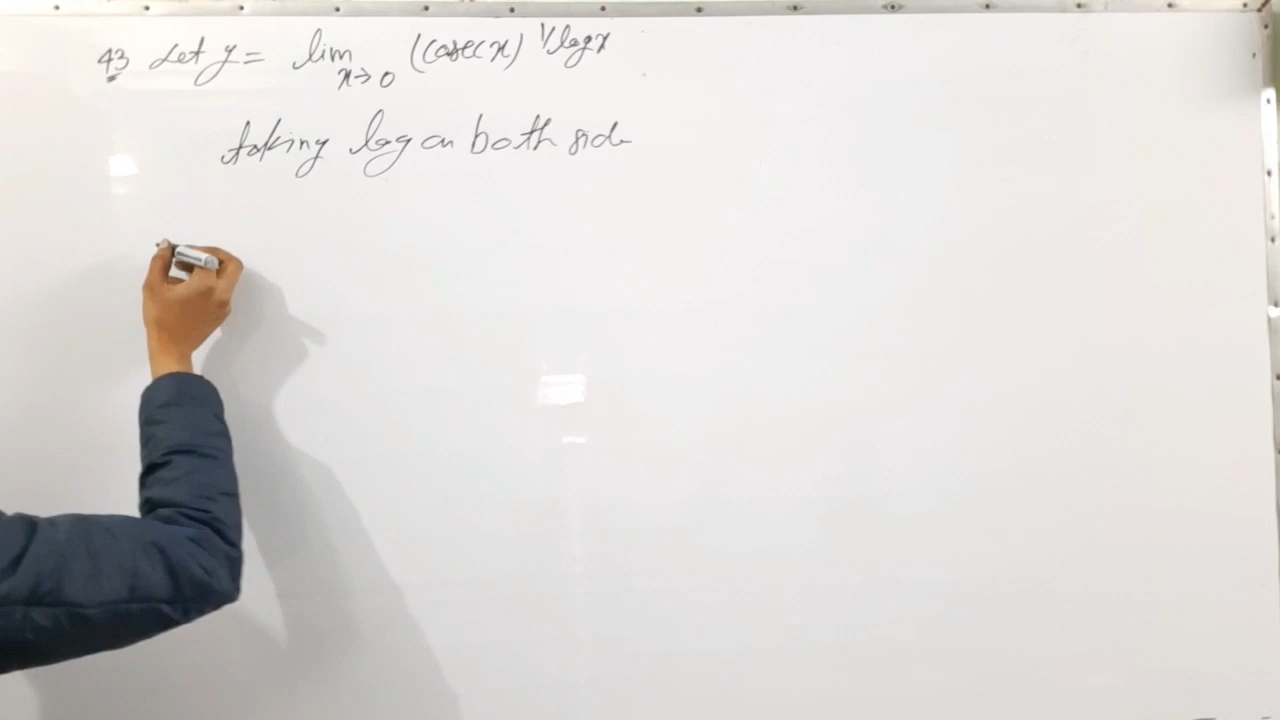 43 Let y = lim x→0 (cosec x) 1/log x
taking log on both side